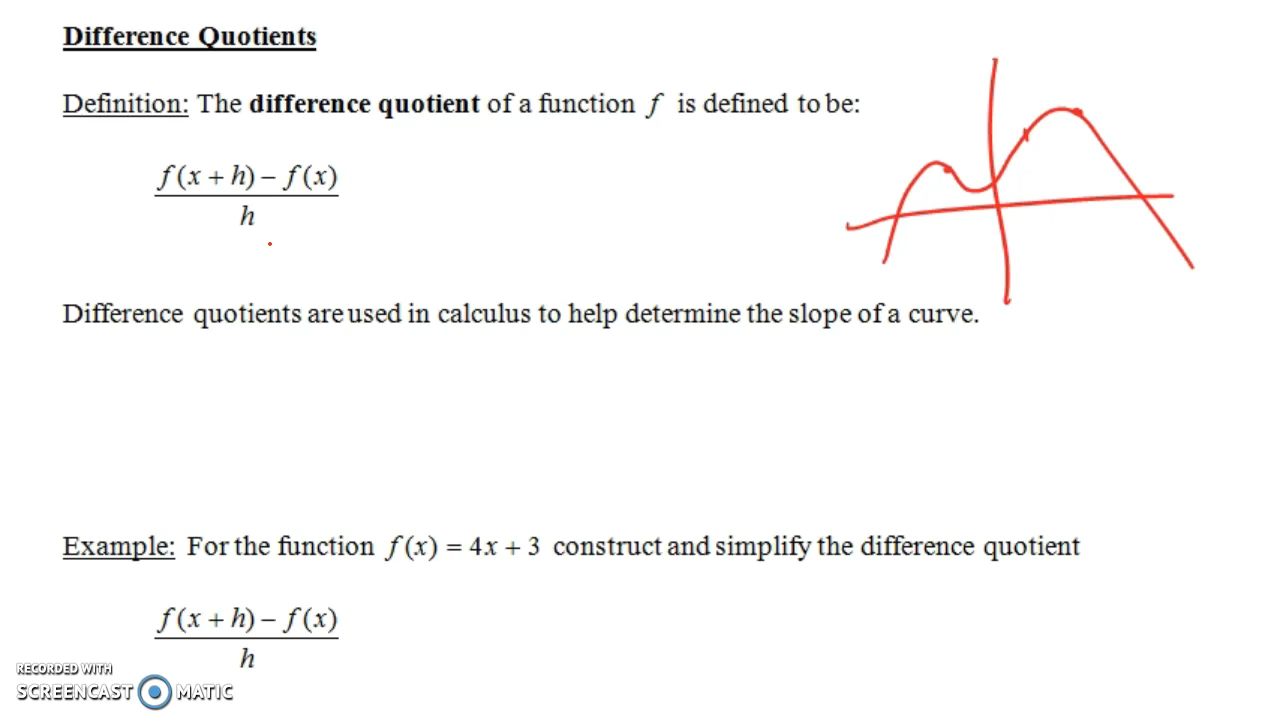 Difference Quotients
Definition: The difference quotient of a function f is defined to be:
f(x + h) – f(x)
h
Difference quotients are used in calculus to help determine the slope of a curve.
Example: For the function f(x) = 4x + 3 construct and simplify the difference quotient
f(x + h) – f(x)
h
RECORDED WITH
SCREENCAST MATIC